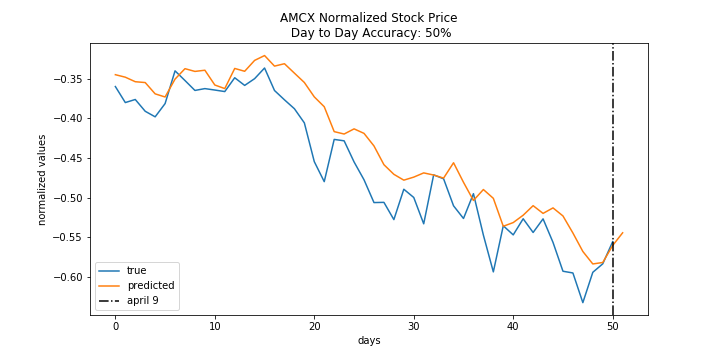 AMCX Normalized Stock Price
Day to Day Accuracy: 50%
normalized values
−0.35
−0.40
−0.45
−0.50
−0.55
−0.60
true
predicted
april 9
0
10
20
30
40
50
days